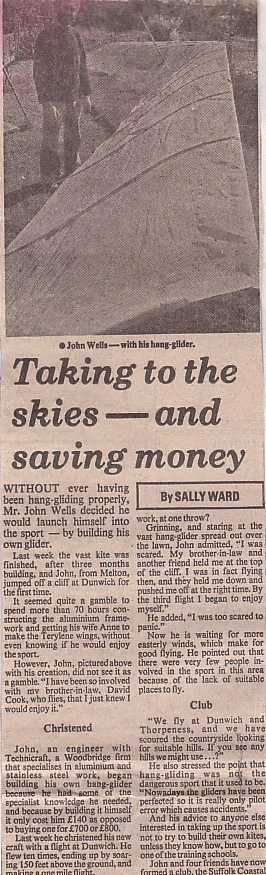 ● John Wells — with his hang-glider.
Taking to the
skies — and
saving money
WITHOUT ever having
been hang-gliding properly,
Mr. John Wells decided he
would launch himself into
the sport — by building his
own glider.
Last week the vast kite was
finished, after three months
building, and John, from Melton,
jumped off a cliff at Dunwich for
the first time.
It seemed quite a gamble to
spend more than 70 hours con-
structing the aluminium frame-
work and getting his wife Anne to
make the Terylene wings, without
even knowing if he would enjoy
the sport.
However, John, pictured above
with his creation, did not see it as
a gamble. "I have been so involved
with my brother-in-law, David
Cook, who flies, that I just knew I
would enjoy it."
Christened
John, an engineer with
Technicraft, a Woodbridge firm
that specialises in aluminium and
stainless steel work, began
building his own hang-glider
because he had some of the
specialist knowledge he needed,
and because by building it himself
it only cost him £140 as opposed
to buying one for £700 or £800.
Last week he christened his new
craft with a flight at Dunwich. He
flew ten times, ending up by soar-
ing 150 feet above the ground, and
making a one mile flight.
By SALLY WARD
work, at one throw?
Grinning, and staring at the
vast hang-glider spread out over
the lawn, John admitted, "I was
scared. My brother-in-law and
another friend held me at the top
of the cliff. I was in fact flying
then, and they held me down and
pushed me off at the right time. By
the third flight I began to enjoy
myself."
He added, "I was too scared to
panic."
Now he is waiting for more
easterly winds, which make for
good flying. He pointed out that
there were very few people in-
volved in the sport in this area
because of the lack of suitable
places to fly.
Club
"We fly at Dunwich and
Thorpeness, and we have
scoured the countryside looking
for suitable hills. If you see any
hills we might use . . .?"
He also stressed the point that
hang-gliding was not the
dangerous sport that it used to be.
"Nowadays the gliders have been
perfected so it is really only pilot
error which causes accidents."
And his advice to anyone else
interested in taking up the sport is
not to try to build their own kites,
unless they know how, but to go to
one of the training schools.
John and four friends have now
formed a club, the Suffolk Coastal